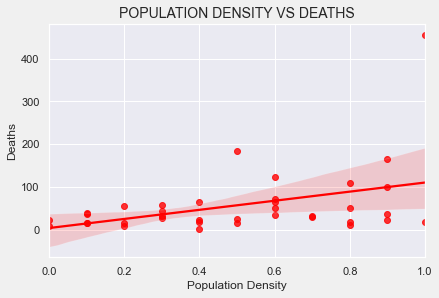 POPULATION DENSITY VS DEATHS
400
300
200
100
0
Deaths
0.0 0.2 0.4 0.6 0.8 1.0
Population Density